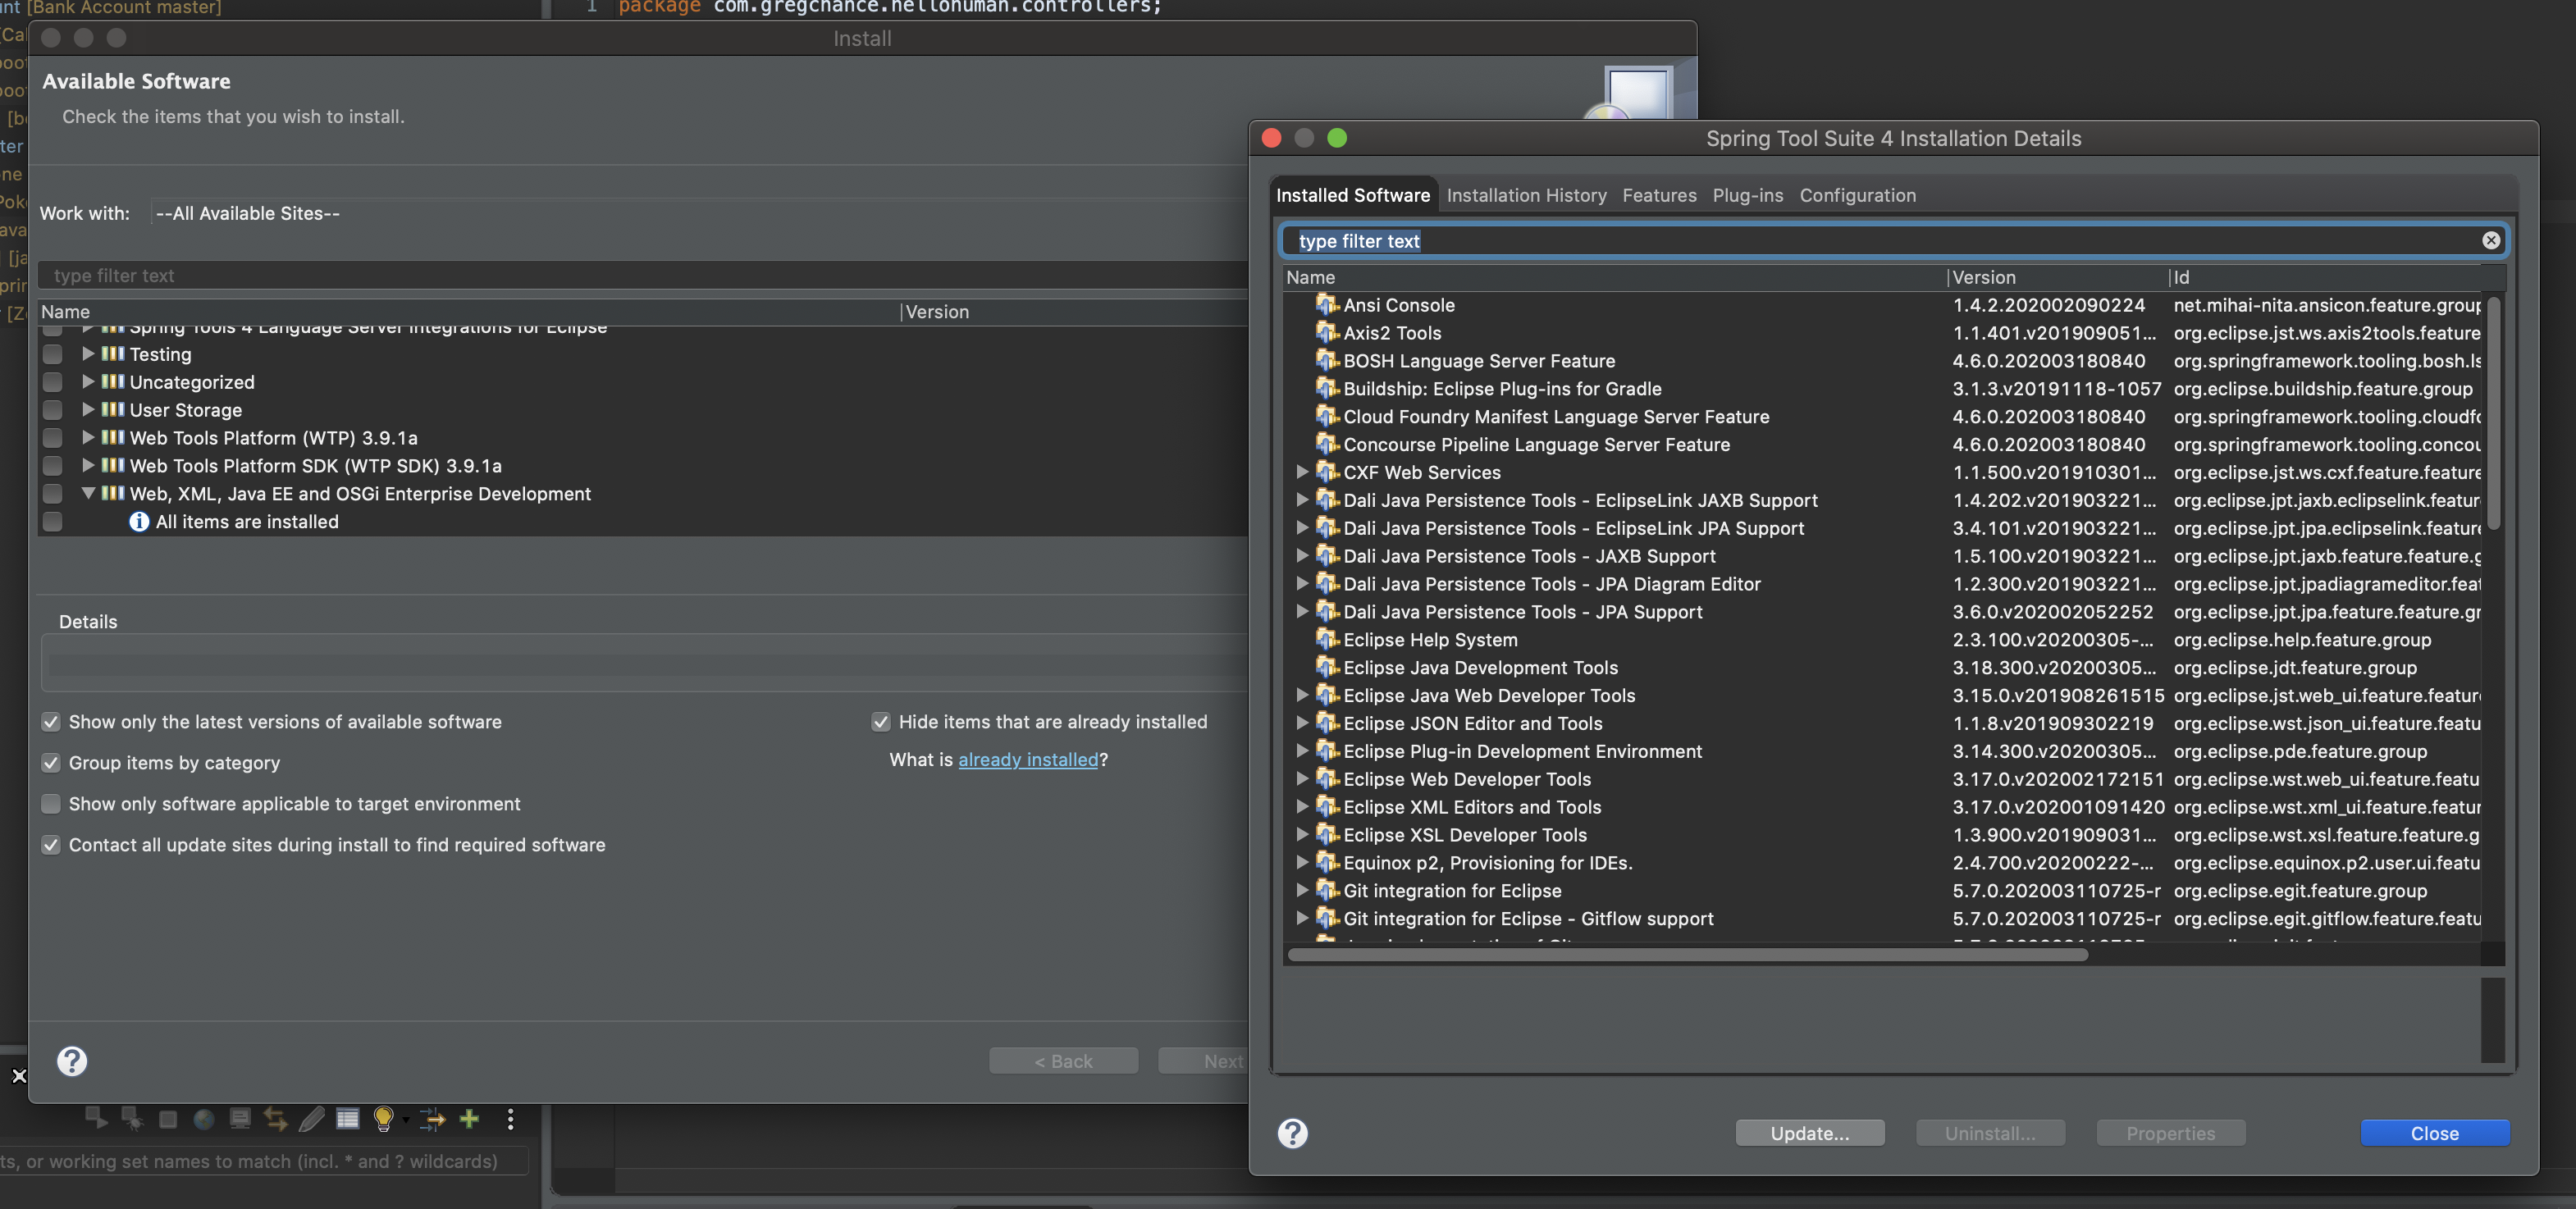 unt [Bank Account master]
1 package com.gregchance.hellohuman.controllers;
Install
Available Software
Check the items that you wish to install.
Work with: --All Available Sites--
type filter text
Name Version
Spring Tools 4 Language Server Integrations for Eclipse
Testing
Uncategorized
User Storage
Web Tools Platform (WTP) 3.9.1a
Web Tools Platform SDK (WTP SDK) 3.9.1a
Web, XML, Java EE and OSGi Enterprise Development
All items are installed
Details
Show only the latest versions of available software
Hide items that are already installed
Group items by category
What is already installed?
Show only software applicable to target environment
Contact all update sites during install to find required software
< Back Next
ts, or working set names to match (incl. * and ? wildcards)
Spring Tool Suite 4 Installation Details
Installed Software Installation History Features Plug-ins Configuration
type filter text
Name Version Id
Ansi Console 1.4.2.202002090224 net.mihai-nita.ansicon.feature.group
Axis2 Tools 1.1.401.v201909051... org.eclipse.jst.ws.axis2tools.feature
BOSH Language Server Feature 4.6.0.202003180840 org.springframework.tooling.bosh.ls
Buildship: Eclipse Plug-ins for Gradle 3.1.3.v20191118-1057 org.eclipse.buildship.feature.group
Cloud Foundry Manifest Language Server Feature 4.6.0.202003180840 org.springframework.tooling.cloudfo
Concourse Pipeline Language Server Feature 4.6.0.202003180840 org.springframework.tooling.concou
CXF Web Services 1.1.500.v201910301... org.eclipse.jst.ws.cxf.feature.feature
Dali Java Persistence Tools - EclipseLink JAXB Support 1.4.202.v201903221... org.eclipse.jpt.jaxb.eclipselink.featur
Dali Java Persistence Tools - EclipseLink JPA Support 3.4.101.v201903221... org.eclipse.jpt.jpa.eclipselink.feature
Dali Java Persistence Tools - JAXB Support 1.5.100.v201903221... org.eclipse.jpt.jaxb.feature.feature.g
Dali Java Persistence Tools - JPA Diagram Editor 1.2.300.v201903221... org.eclipse.jpt.jpadiagrameditor.feat
Dali Java Persistence Tools - JPA Support 3.6.0.v202002052252 org.eclipse.jpt.jpa.feature.feature.gr
Eclipse Help System 2.3.100.v20200305-... org.eclipse.help.feature.group
Eclipse Java Development Tools 3.18.300.v20200305... org.eclipse.jdt.feature.group
Eclipse Java Web Developer Tools 3.15.0.v201908261515 org.eclipse.jst.web_ui.feature.feature
Eclipse JSON Editor and Tools 1.1.8.v201909302219 org.eclipse.wst.json_ui.feature.featu
Eclipse Plug-in Development Environment 3.14.300.v20200305... org.eclipse.pde.feature.group
Eclipse Web Developer Tools 3.17.0.v202002172151 org.eclipse.wst.web_ui.feature.featu
Eclipse XML Editors and Tools 3.17.0.v202001091420 org.eclipse.wst.xml_ui.feature.featur
Eclipse XSL Developer Tools 1.3.900.v201909031... org.eclipse.wst.xsl.feature.feature.g
Equinox p2, Provisioning for IDEs. 2.4.700.v20200222-... org.eclipse.equinox.p2.user.ui.featu
Git integration for Eclipse 5.7.0.202003110725-r org.eclipse.egit.feature.group
Git integration for Eclipse - Gitflow support 5.7.0.202003110725-r org.eclipse.egit.gitflow.feature.featu
Update... Uninstall... Properties Close